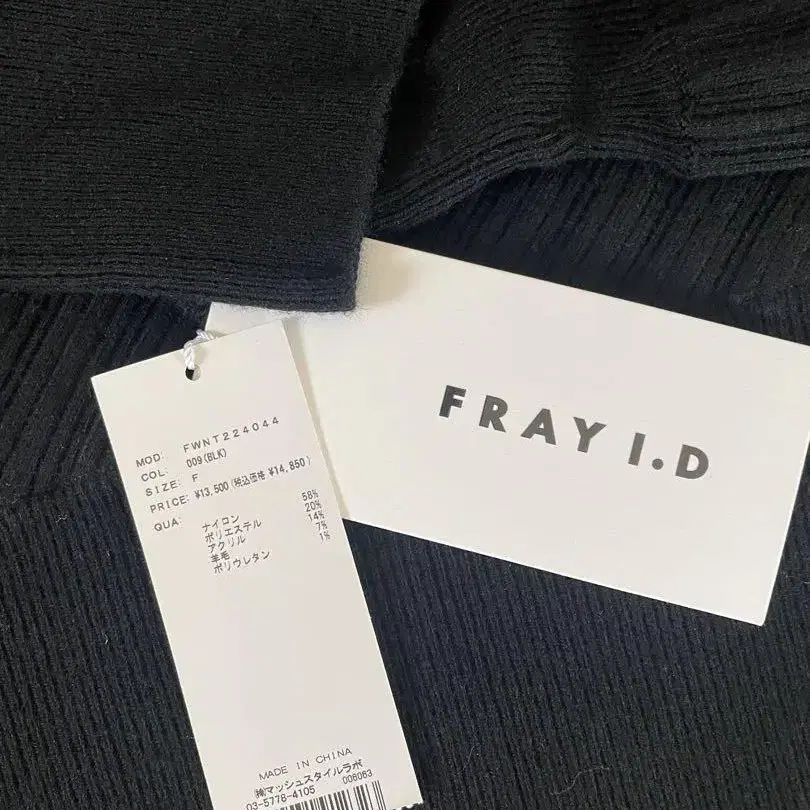 FRAY I.D
MOD: FWNT224044
COL: 009(BLK)
SIZE: F
PRICE: ¥13,500(税込価格 ¥14,850)
QUA: ナイロン 58%
ポリエステル 20%
アクリル 14%
羊毛 7%
ポリウレタン 1%
MADE IN CHINA
㈱マッシュスタイルラボ
03-5778-4105 008063